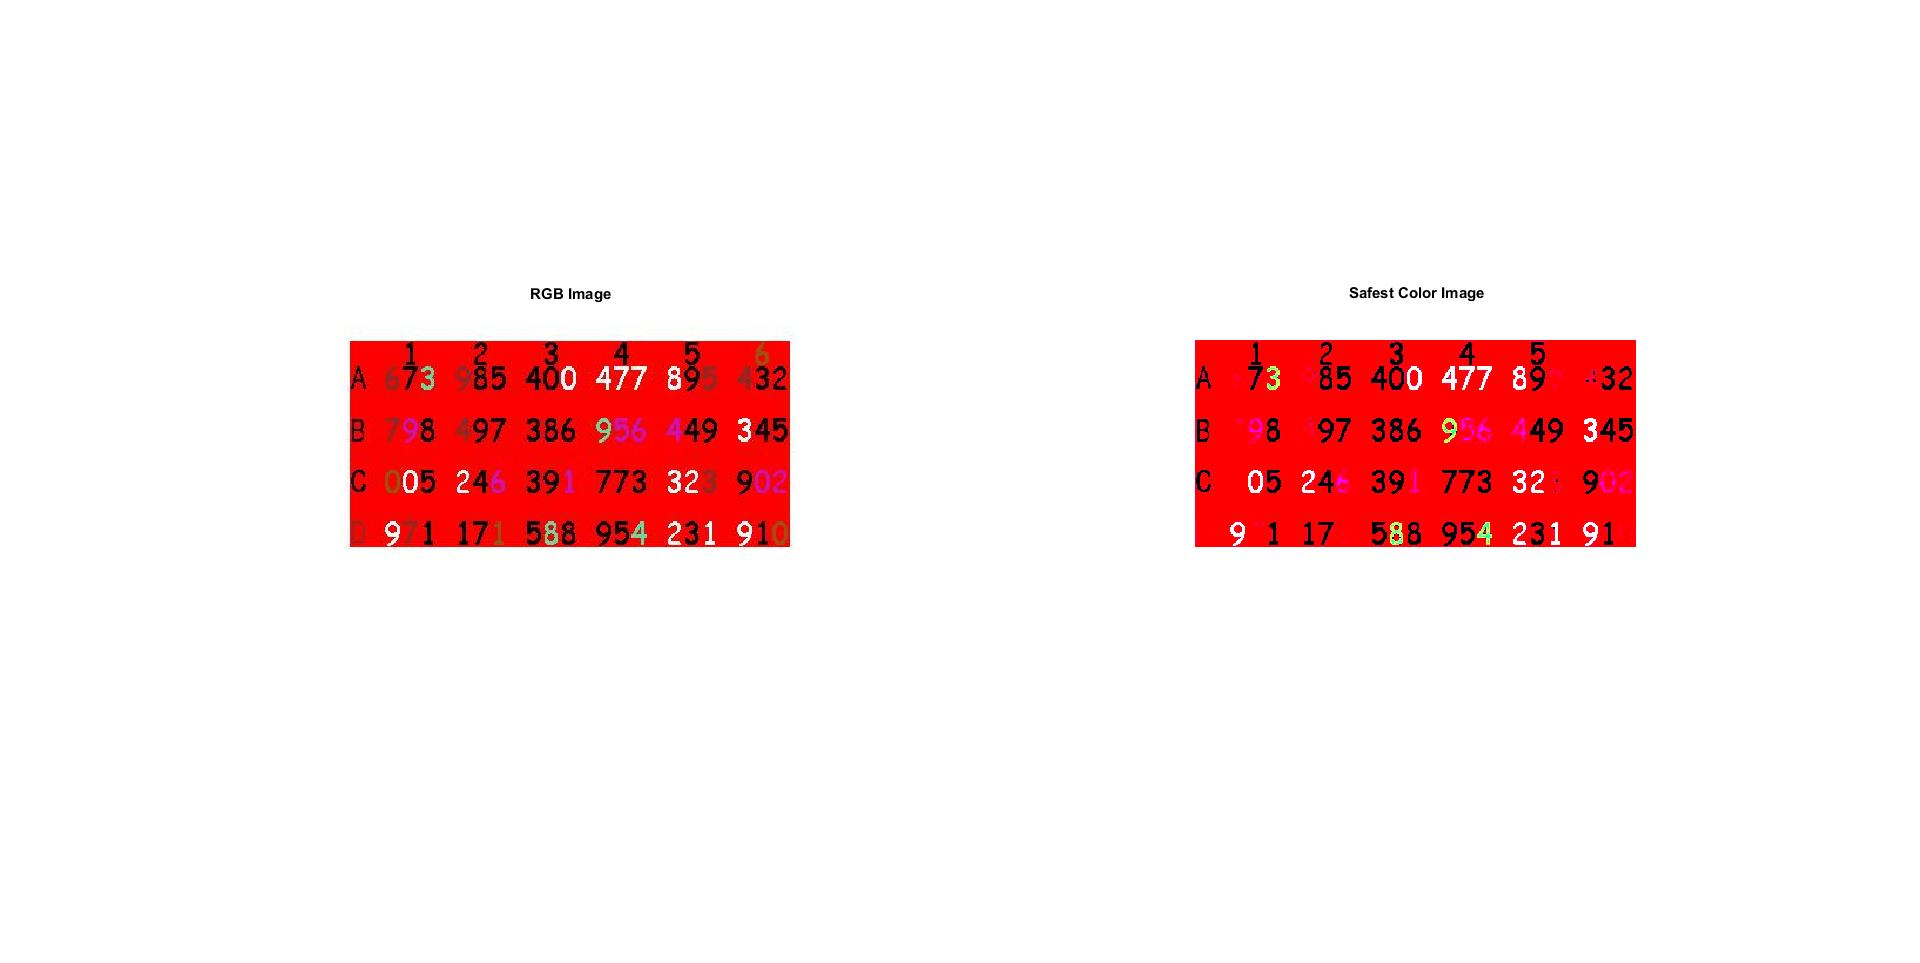 RGB Image
1 2 3 4 5 6
A 673 985 400 477 895 432
B 798 497 386 956 449 345
C 005 246 391 773 323 902
D 971 171 588 954 231 910
Safest Color Image
1 2 3 4 5
A 73 85 400 477 89 32
B 98 97 386 956 449 345
C 05 246 391 773 32 902
9 1 17 588 954 231 91